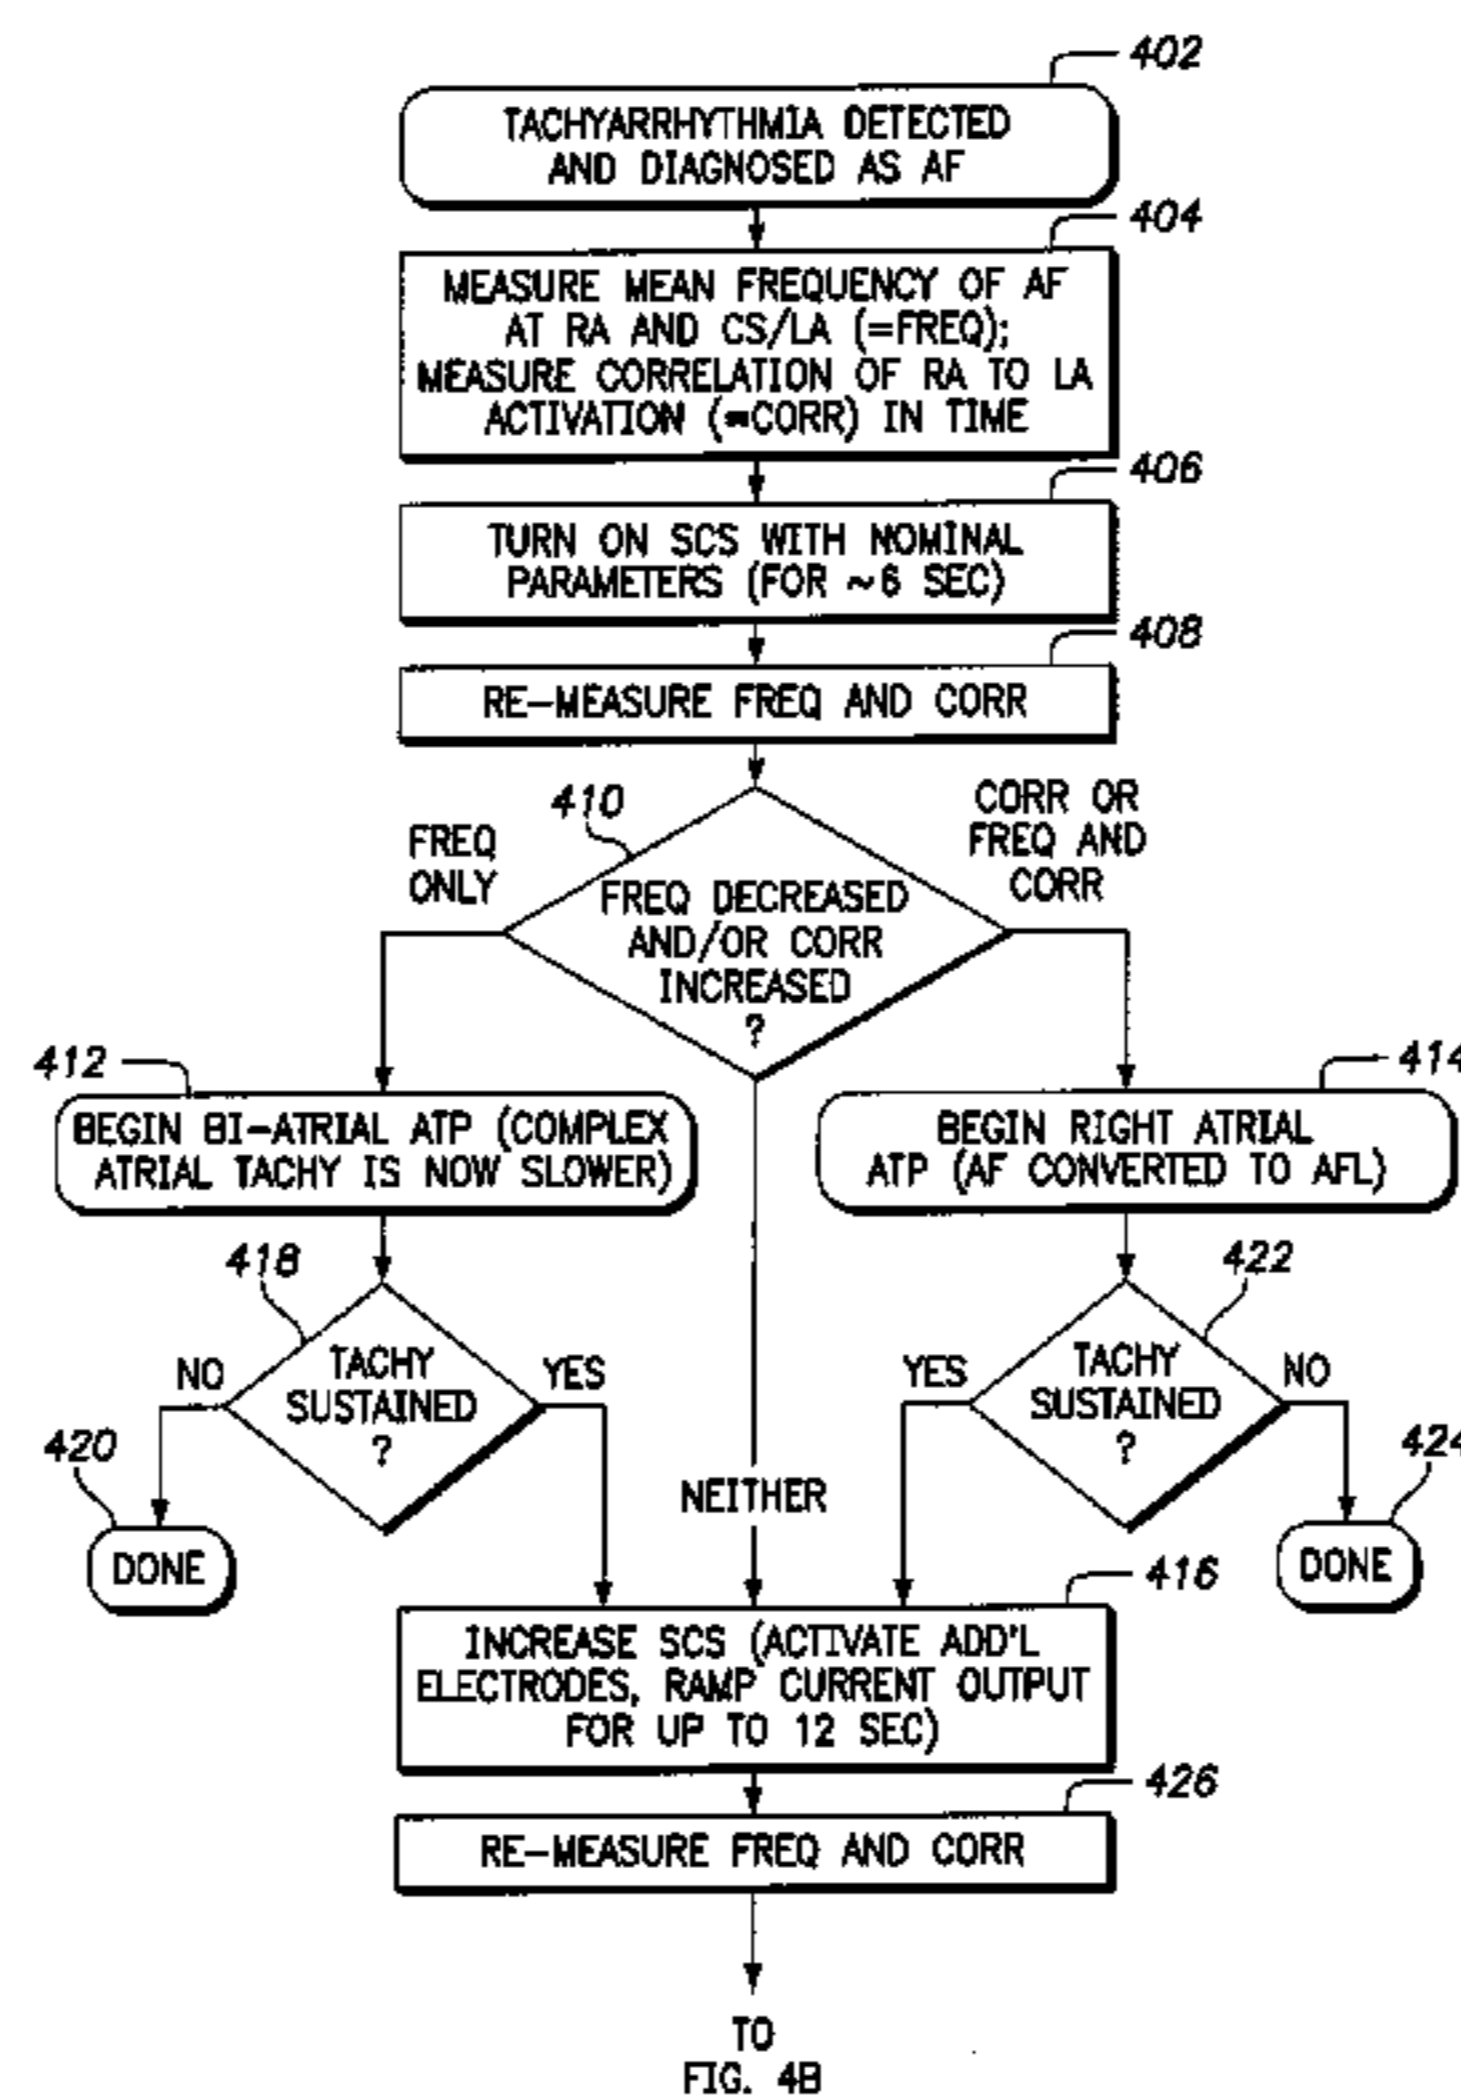 402
TACHYARRHYTHMIA DETECTED
AND DIAGNOSED AS AF
404
MEASURE MEAN FREQUENCY OF AF
AT RA AND CS/LA (=FREQ);
MEASURE CORRELATION OF RA TO LA
ACTIVATION (=CORR) IN TIME
406
TURN ON SCS WITH NOMINAL
PARAMETERS (FOR ~6 SEC)
408
RE-MEASURE FREQ AND CORR
410
FREQ
ONLY
CORR OR
FREQ AND
CORR
FREQ DECREASED
AND/OR CORR
INCREASED
?
412
BEGIN BI-ATRIAL ATP (COMPLEX
ATRIAL TACHY IS NOW SLOWER)
414
BEGIN RIGHT ATRIAL
ATP (AF CONVERTED TO AFL)
418
NO
TACHY
SUSTAINED
?
YES
422
YES
TACHY
SUSTAINED
?
NO
420
DONE
NEITHER
424
DONE
416
INCREASE SCS (ACTIVATE ADD'L
ELECTRODES, RAMP CURRENT OUTPUT
FOR UP TO 12 SEC)
426
RE-MEASURE FREQ AND CORR
TO
FIG. 4B